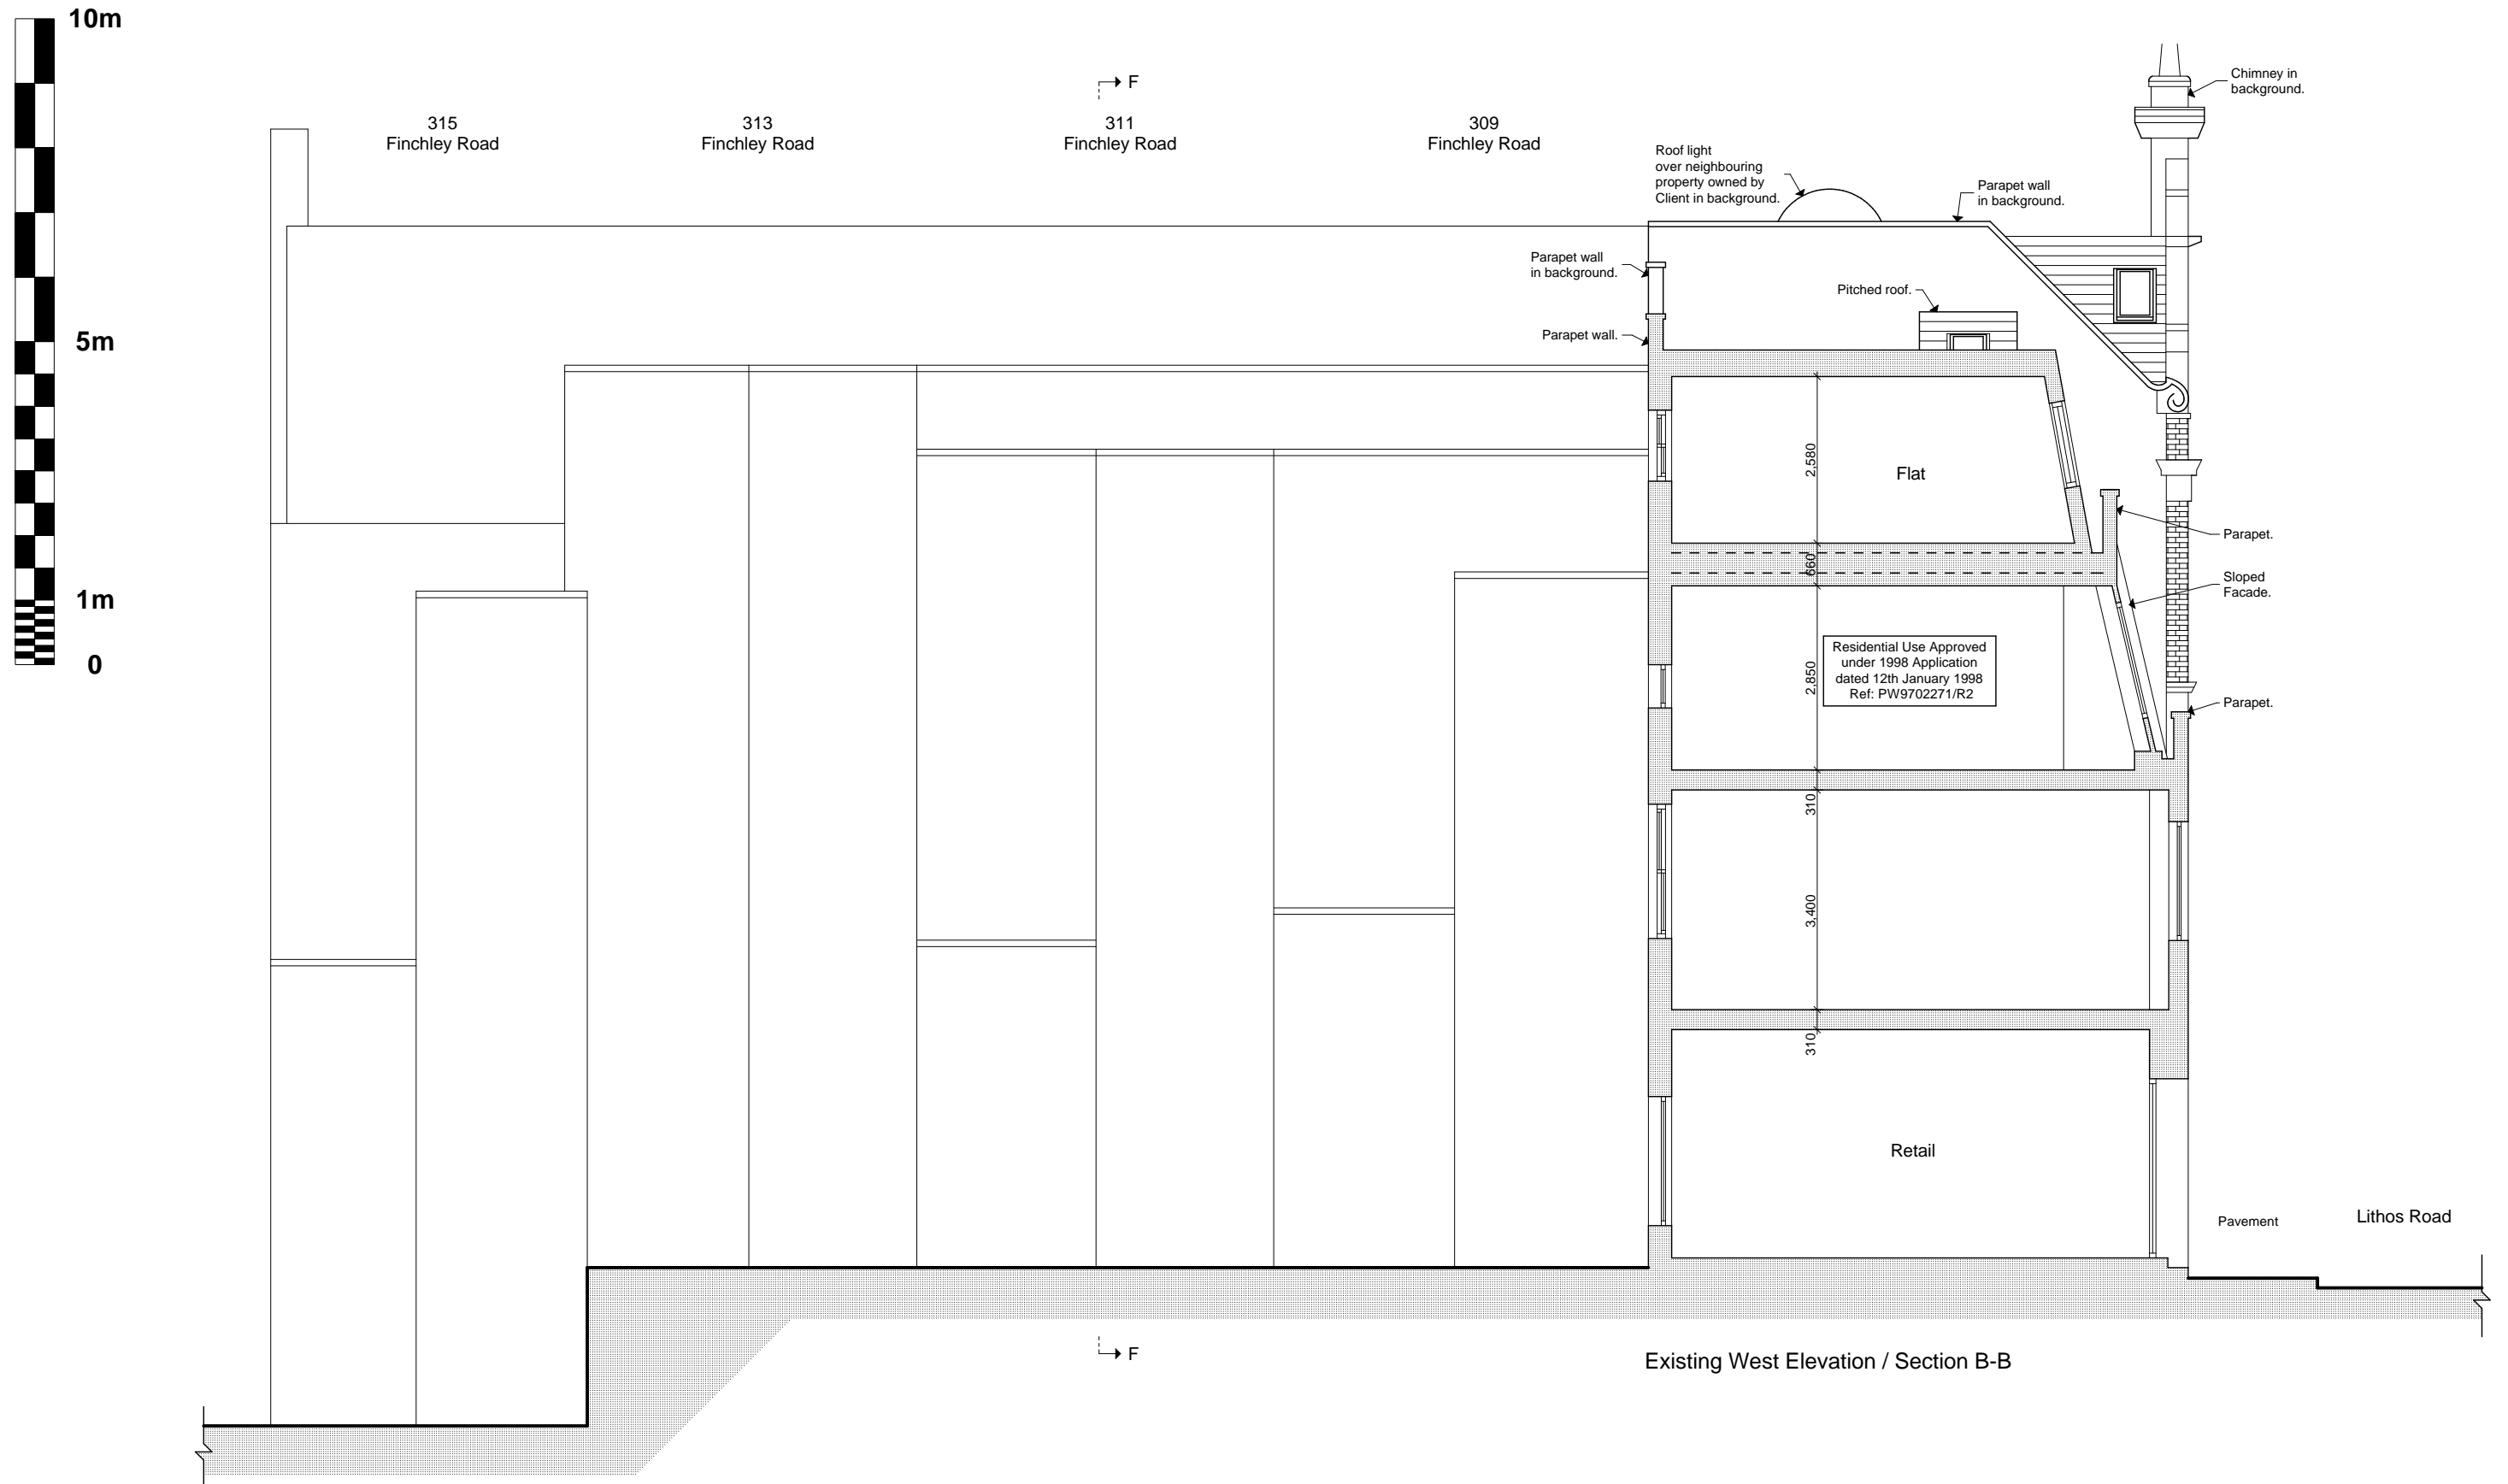 10m
5m
1m
0
F
315
Finchley Road
313
Finchley Road
311
Finchley Road
309
Finchley Road
Roof light
over neighbouring
property owned by
Client in background.
Parapet wall
in background.
Chimney in
background.
Parapet wall
in background.
Pitched roof.
Parapet wall.
2,580
Flat
Parapet.
660
Sloped
Facade.
2,850
Residential Use Approved
under 1998 Application
dated 12th January 1998
Ref: PW9702271/R2
Parapet.
310
3,400
310
Retail
Pavement
Lithos Road
F
Existing West Elevation / Section B-B